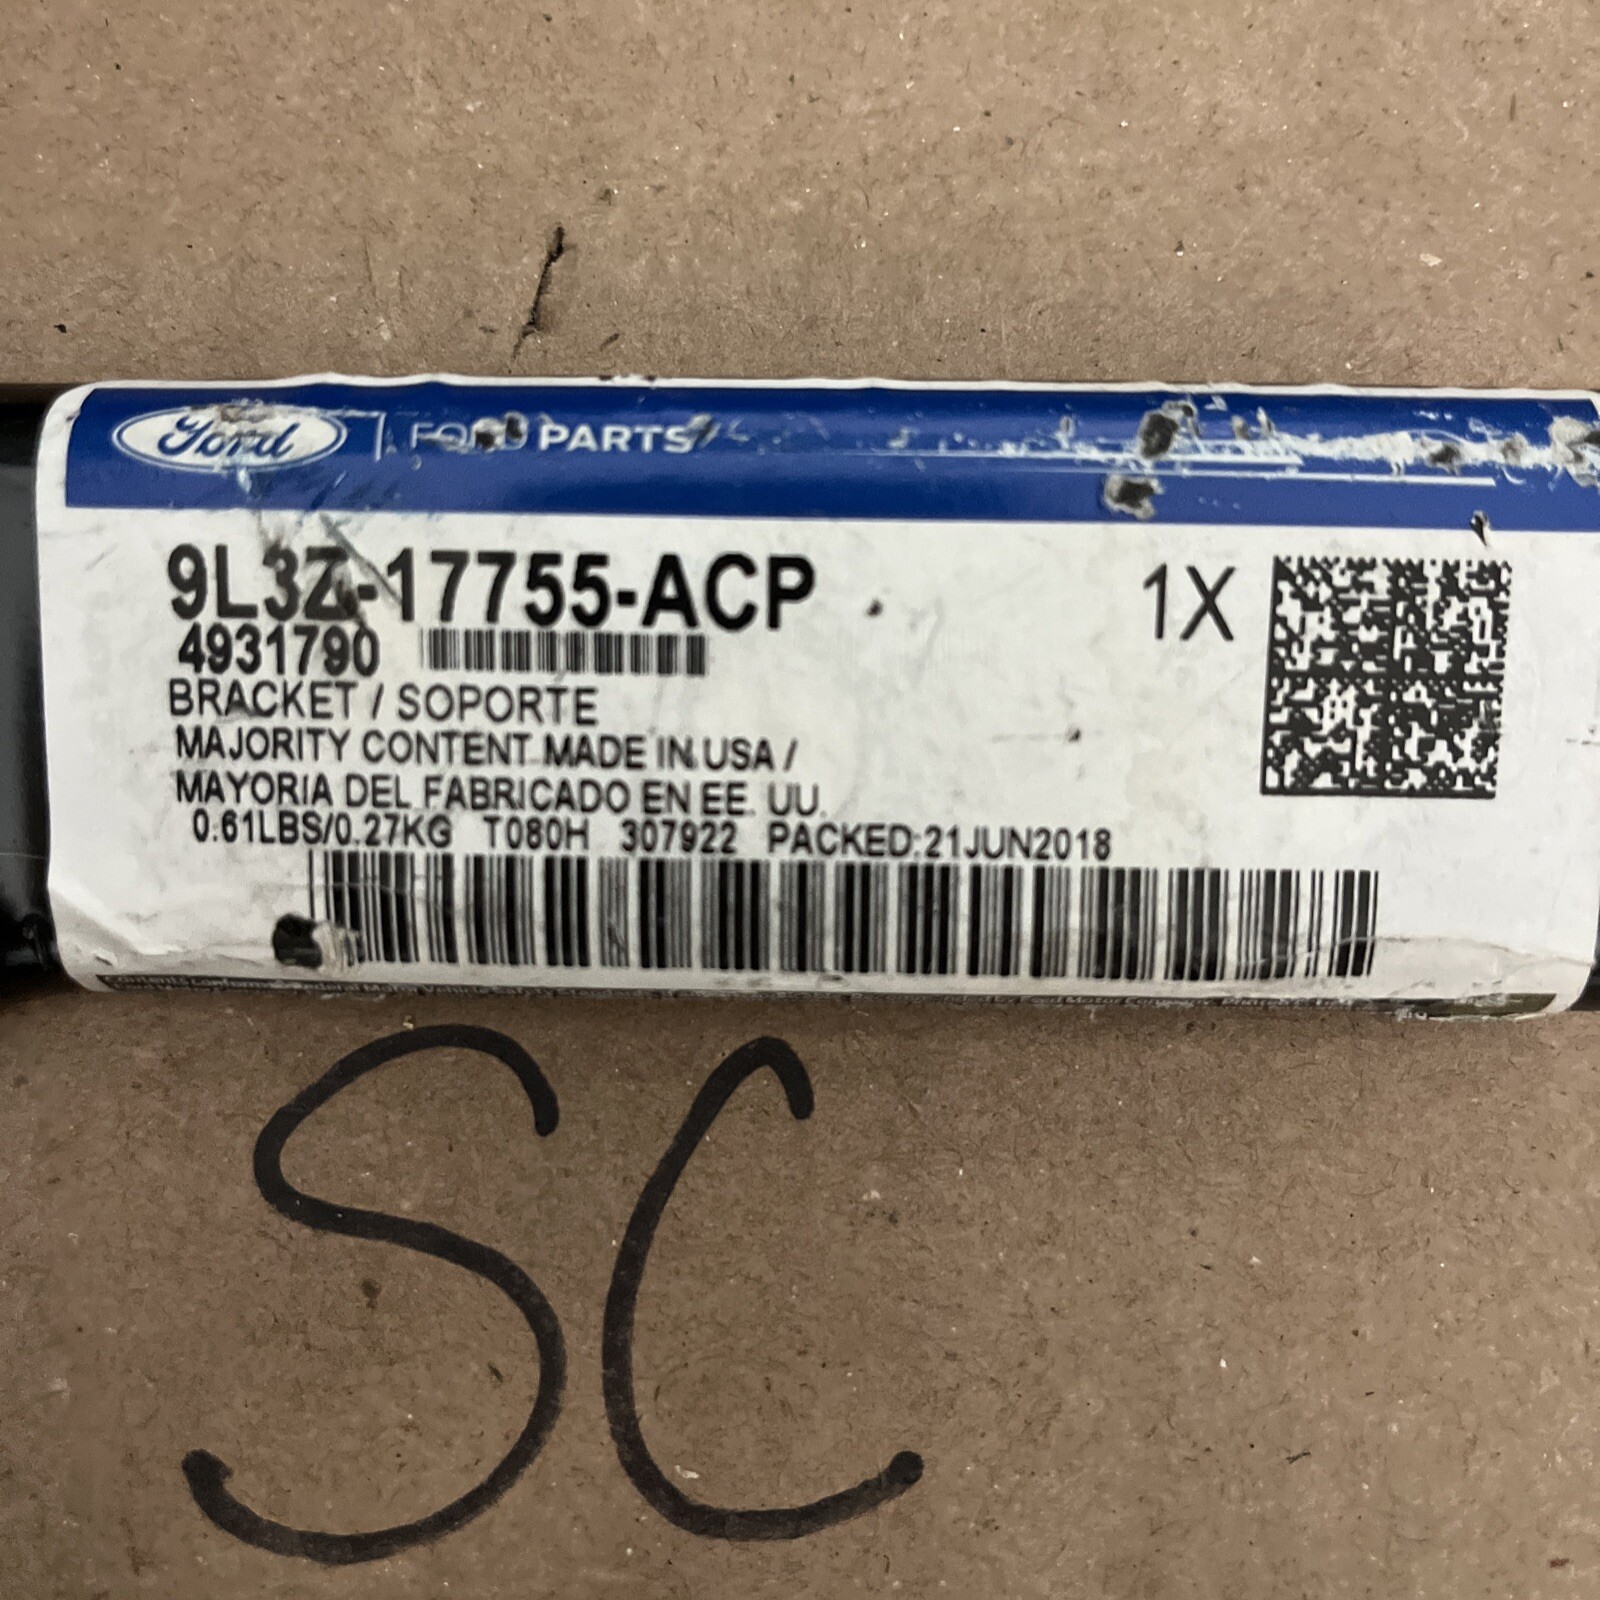 Ford | FORD PARTS
9L3Z-17755-ACP 1X
4931790
BRACKET / SOPORTE
MAJORITY CONTENT MADE IN USA /
MAYORIA DEL FABRICADO EN EE. UU.
0.61LBS/0.27KG T080H 307922 PACKED:21JUN2018
SC